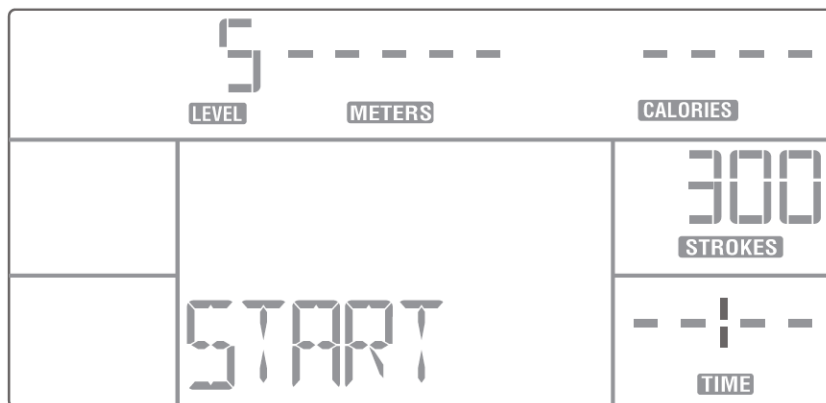 5 - - - - - - - - -
LEVEL METERS CALORIES
300
STROKES
START - - : - -
TIME